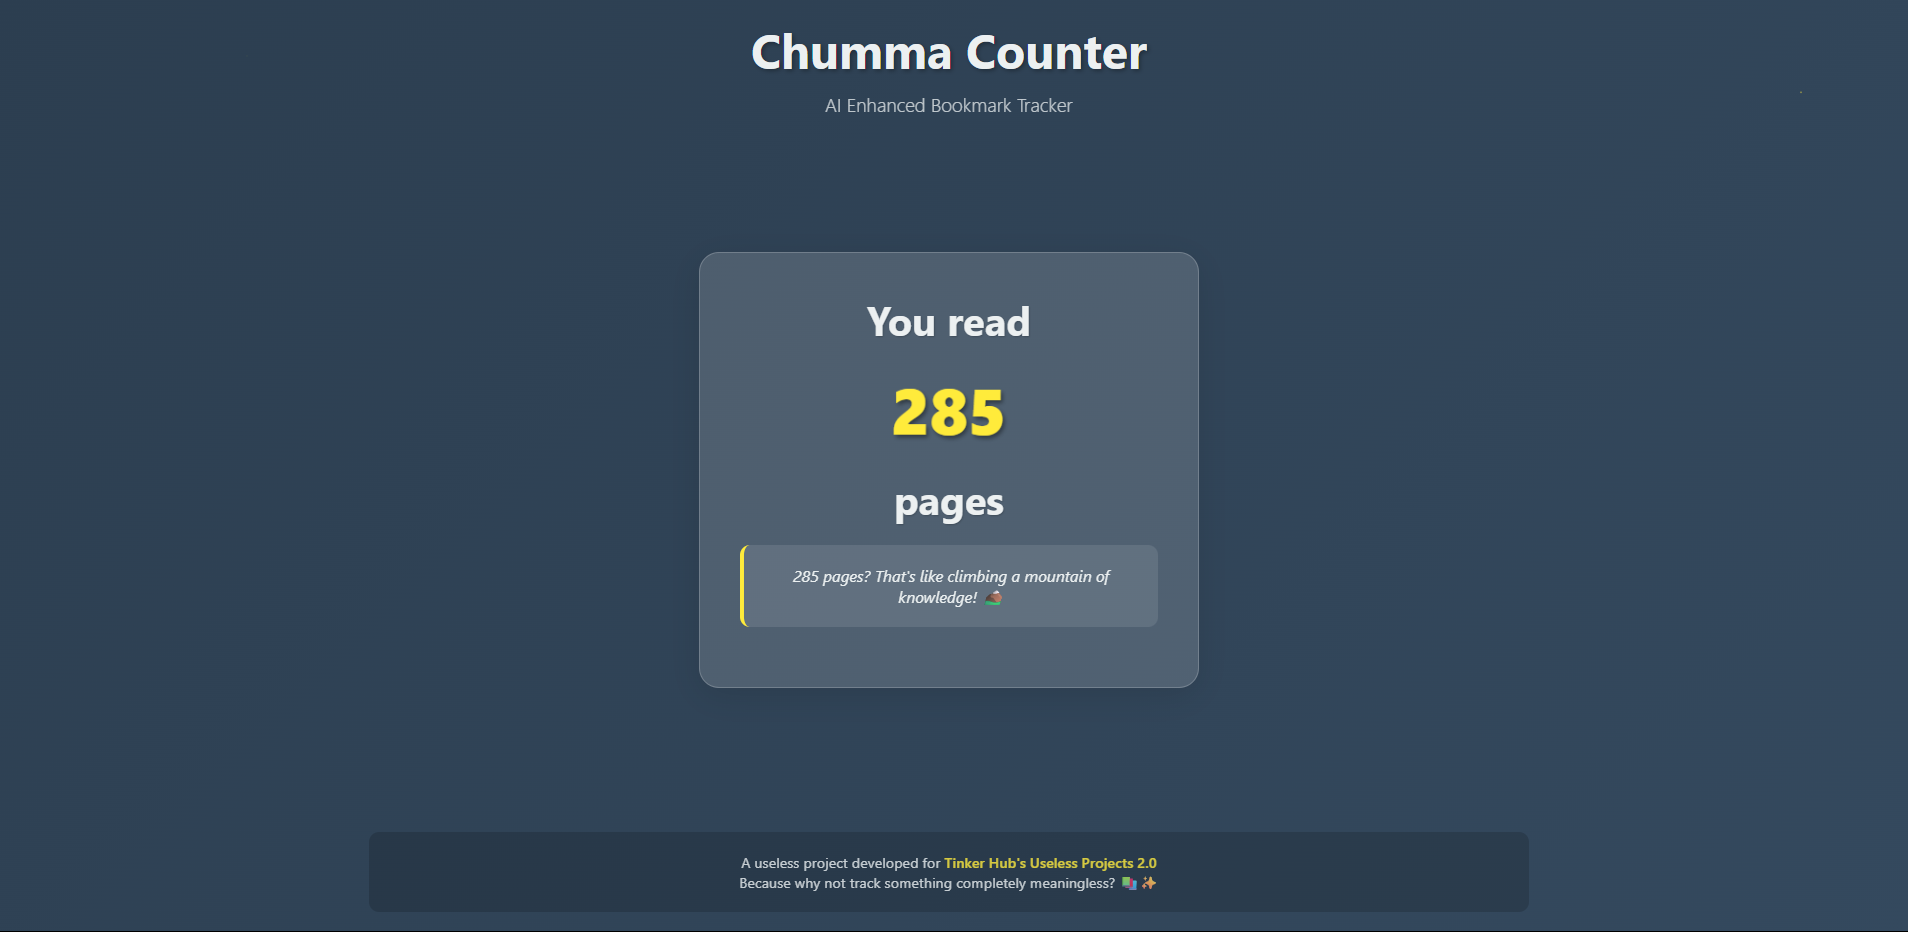 Chumma Counter
AI Enhanced Bookmark Tracker
You read
285
pages
285 pages? That's like climbing a mountain of
knowledge! 🏔️
A useless project developed for Tinker Hub's Useless Projects 2.0
Because why not track something completely meaningless? 📚✨